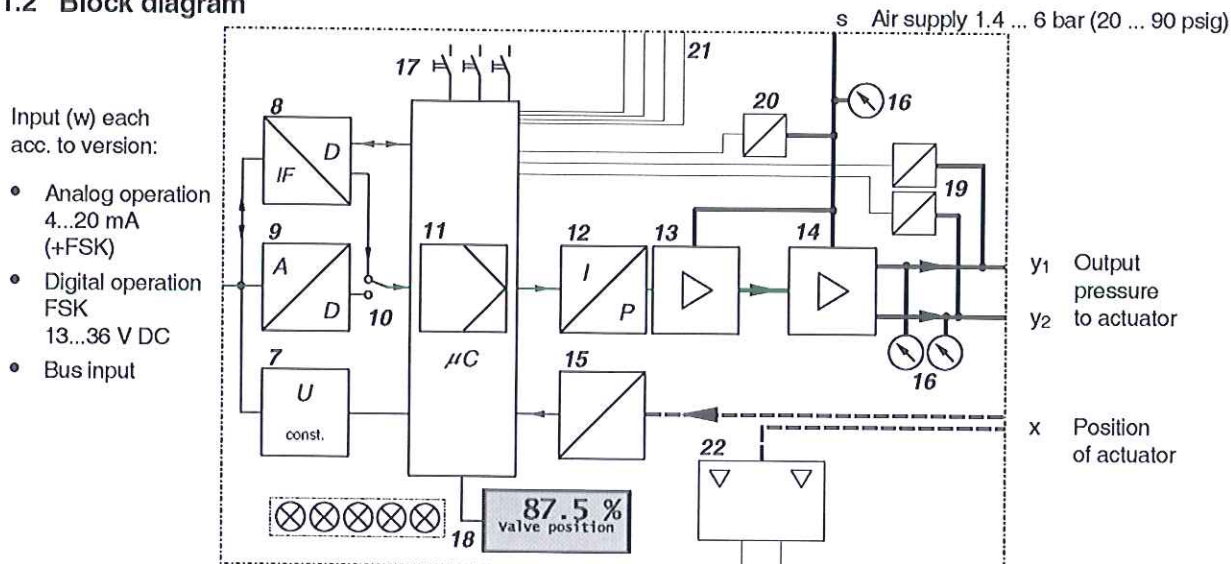 1.2 Block diagram
s Air supply 1.4 ... 6 bar (20 ... 90 psig)
17
21
16
20
8
Input (w) each
acc. to version:
D
IF
• Analog operation
4...20 mA
(+FSK)
• Digital operation
FSK
13...36 V DC
• Bus input
19
9
A
D
10
11
µC
12
I
P
13
14
y1 Output
pressure
y2 to actuator
16
7
U
const.
15
x Position
of actuator
22
18
87.5 %
Valve position